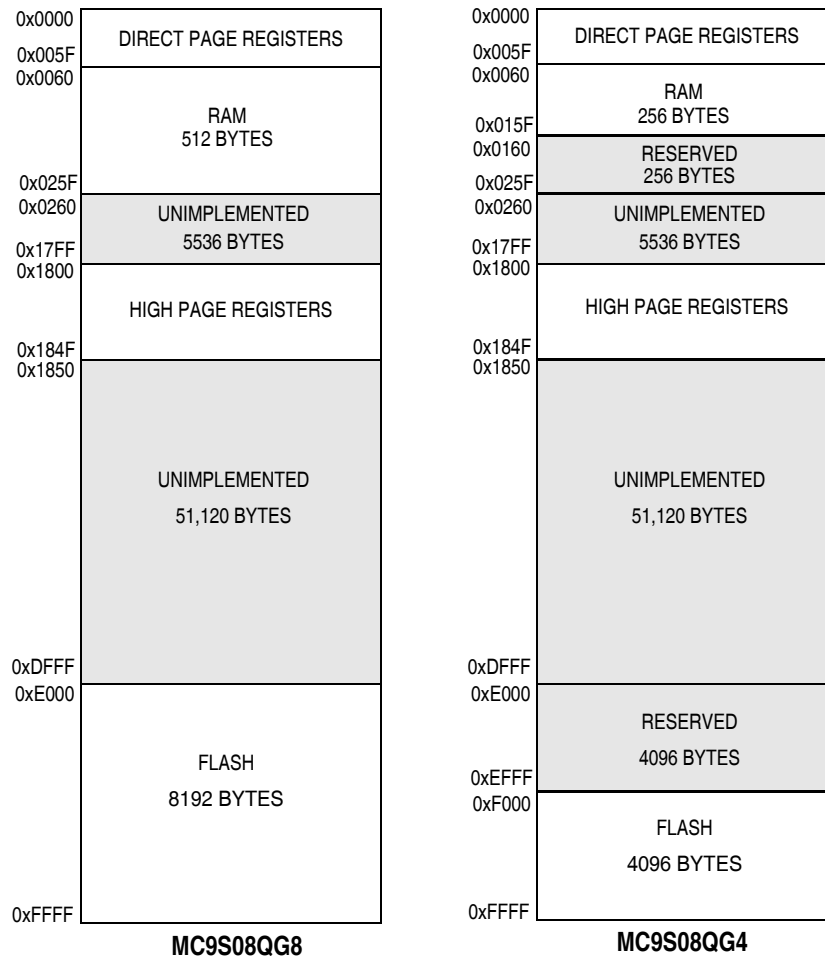 0x0000
DIRECT PAGE REGISTERS
0x005F
0x0060
RAM
512 BYTES
0x025F
0x0260
UNIMPLEMENTED
5536 BYTES
0x17FF
0x1800
HIGH PAGE REGISTERS
0x184F
0x1850
UNIMPLEMENTED
51,120 BYTES
0xDFFF
0xE000
FLASH
8192 BYTES
0xFFFF
MC9S08QG8
0x0000
DIRECT PAGE REGISTERS
0x005F
0x0060
RAM
256 BYTES
0x015F
0x0160
RESERVED
256 BYTES
0x025F
0x0260
UNIMPLEMENTED
5536 BYTES
0x17FF
0x1800
HIGH PAGE REGISTERS
0x184F
0x1850
UNIMPLEMENTED
51,120 BYTES
0xDFFF
0xE000
RESERVED
4096 BYTES
0xEFFF
0xF000
FLASH
4096 BYTES
0xFFFF
MC9S08QG4